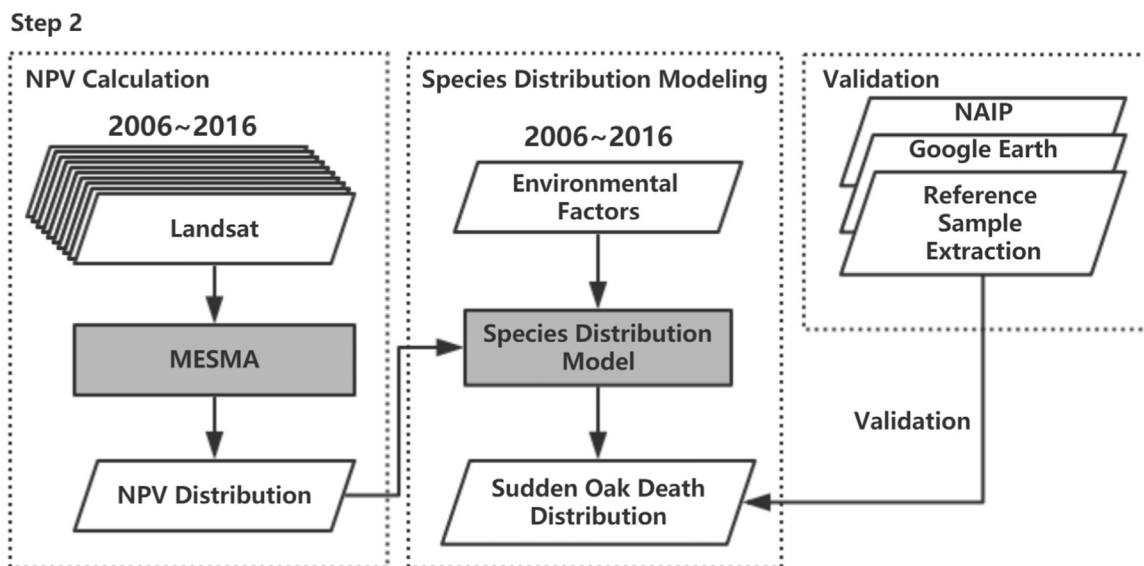 Step 2
NPV Calculation
2006~2016
Landsat
MESMA
NPV Distribution
Species Distribution Modeling
2006~2016
Environmental
Factors
Species Distribution
Model
Sudden Oak Death
Distribution
Validation
NAIP
Google Earth
Reference
Sample
Extraction
Validation